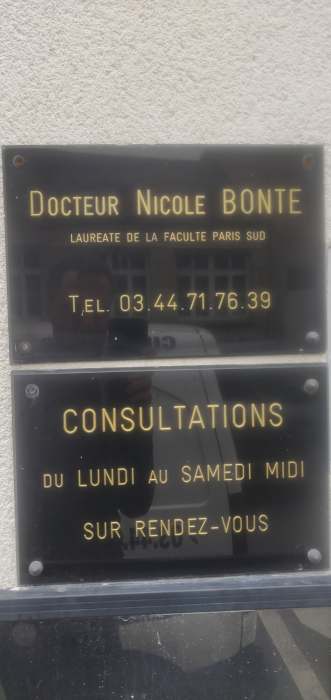 DOCTEUR NICOLE BONTE
LAUREATE DE LA FACULTE PARIS SUD
TEL. 03.44.71.76.39
CONSULTATIONS
DU LUNDI AU SAMEDI MIDI
SUR RENDEZ-VOUS